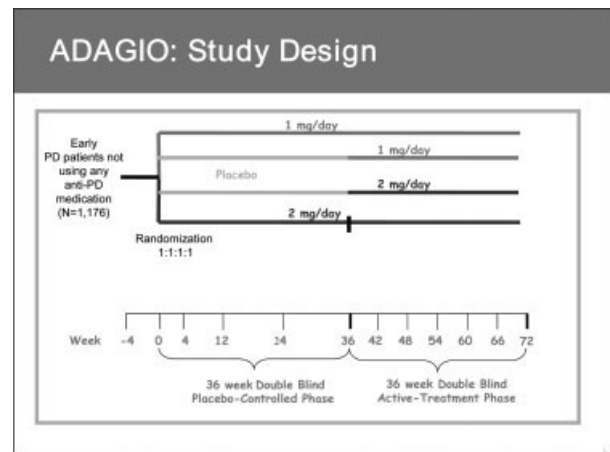 ADAGIO: Study Design
1 mg/day
Early
PD patients not
using any
anti-PD
medication
(N=1,176)
1 mg/day
Placebo
2 mg/day
2 mg/day
Randomization
1:1:1:1
Week -4 0 4 12 24 36 42 48 54 60 66 72
36 week Double Blind
Placebo-Controlled Phase
36 week Double Blind
Active-Treatment Phase